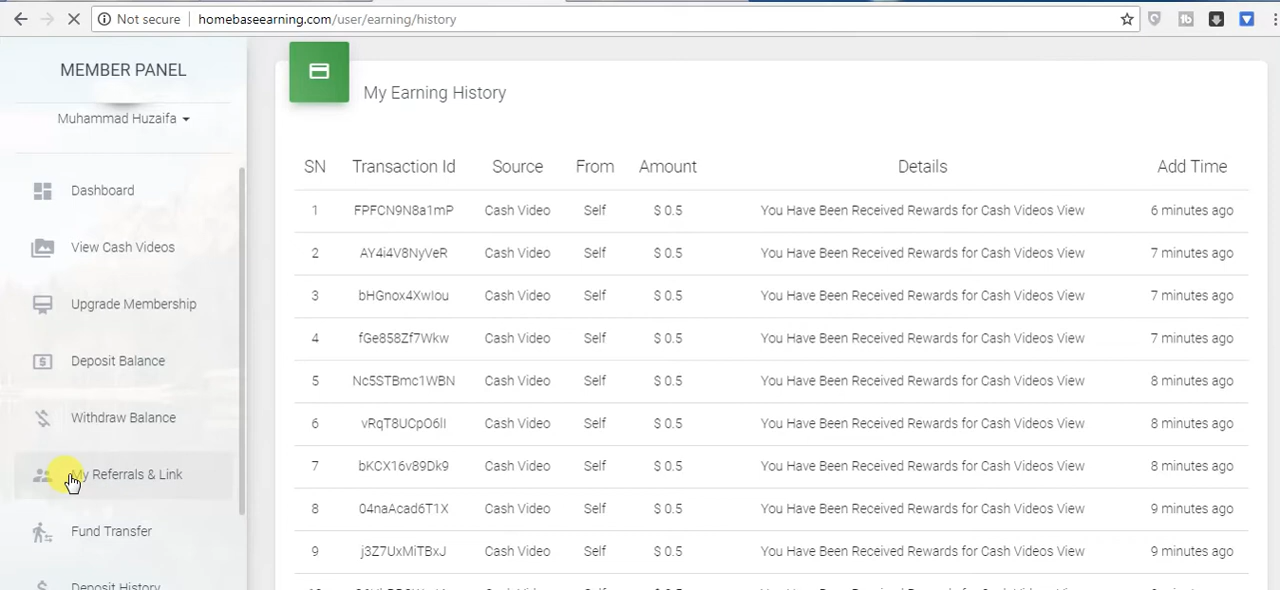 Not secure
homebaseearning.com/user/earning/history
MEMBER PANEL
Muhammad Huzaifa
Dashboard
View Cash Videos
Upgrade Membership
Deposit Balance
Withdraw Balance
My Referrals & Link
Fund Transfer
Deposit History
My Earning History
SN Transaction Id Source From Amount Details Add Time
1 FPFCN9N8a1mP Cash Video Self $ 0.5 You Have Been Received Rewards for Cash Videos View 6 minutes ago
2 AY4i4V8NyVeR Cash Video Self $ 0.5 You Have Been Received Rewards for Cash Videos View 7 minutes ago
3 Cash Video Self $ 0.5 You Have Been Received Rewards for Cash Videos View 7 minutes ago
4 fGe858Zf7Wkw Cash Video Self $ 0.5 You Have Been Received Rewards for Cash Videos View 7 minutes ago
5 Nc5STBmc1WBN Cash Video Self $ 0.5 You Have Been Received Rewards for Cash Videos View 8 minutes ago
6 Cash Video Self $ 0.5 You Have Been Received Rewards for Cash Videos View 8 minutes ago
7 bKCX16v89Dk9 Cash Video Self $ 0.5 You Have Been Received Rewards for Cash Videos View 8 minutes ago
8 04naAcad6T1X Cash Video Self $ 0.5 You Have Been Received Rewards for Cash Videos View 9 minutes ago
9 j3Z7UxMiTBxJ Cash Video Self $ 0.5 You Have Been Received Rewards for Cash Videos View 9 minutes ago